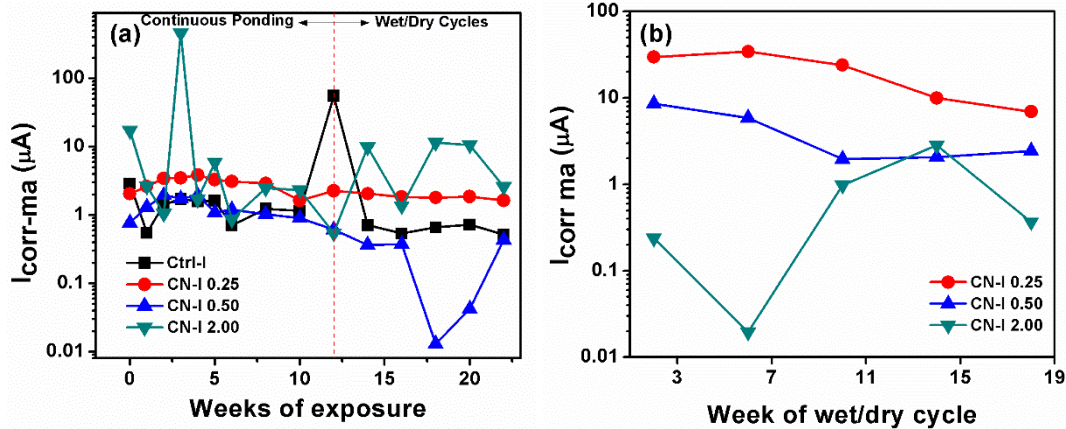 (a)
Continuous Ponding
Wet/Dry Cycles
100
10
1
0.1
0.01
Icorr-ma (μA)
Ctrl-I
CN-I 0.25
CN-I 0.50
CN-I 2.00
0 5 10 15 20
Weeks of exposure
(b)
100
10
1
0.1
0.01
Icorr ma (μA)
CN-I 0.25
CN-I 0.50
CN-I 2.00
3 7 11 15 19
Week of wet/dry cycle